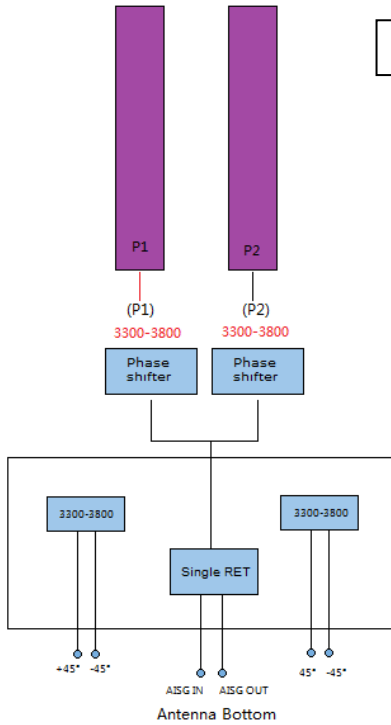 P1
P2
(P1)
(P2)
3300-3800
3300-3800
Phase
shifter
Phase
shifter
3300-3800
3300-3800
Single RET
+45°
-45°
45°
-45°
AISG IN
AISG OUT
Antenna Bottom